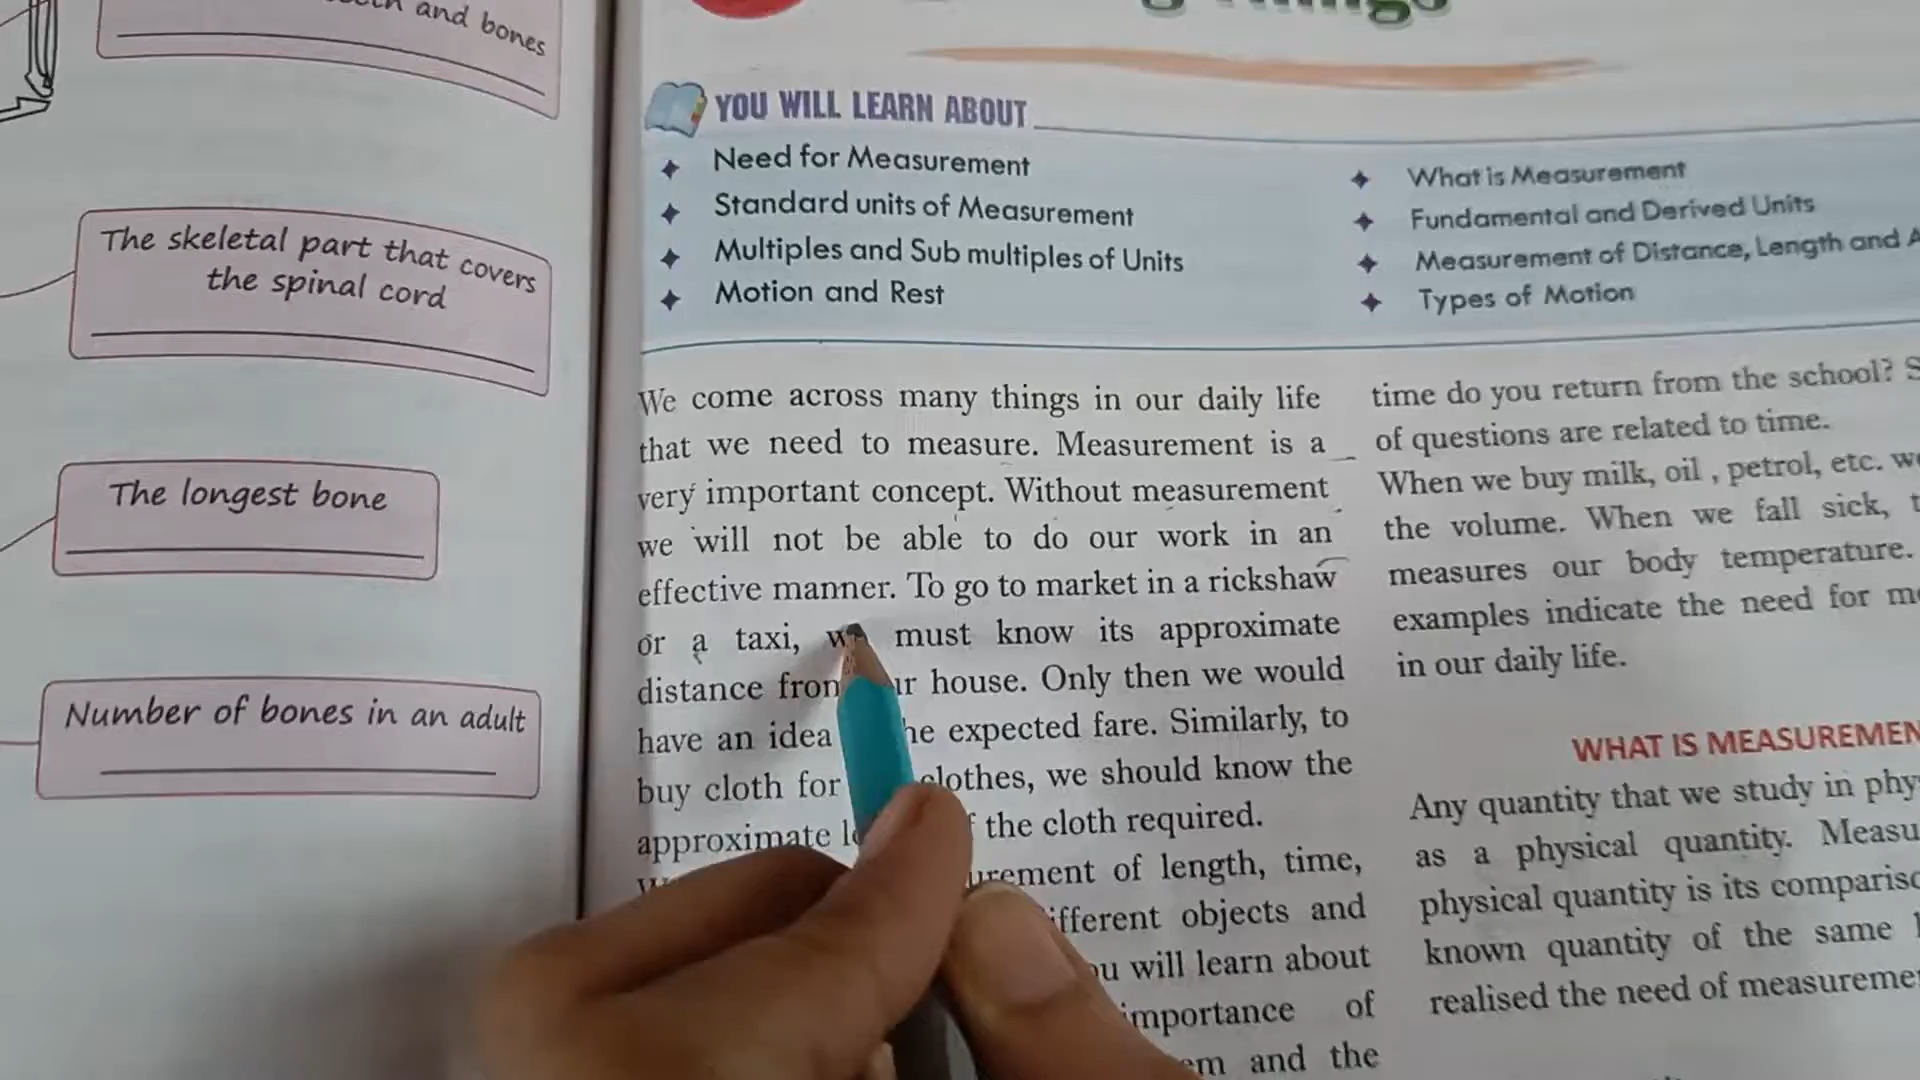 and bones
The skeletal part that covers
the spinal cord
The longest bone
Number of bones in an adult
Things
YOU WILL LEARN ABOUT
Need for Measurement
Standard units of Measurement
Multiples and Sub multiples of Units
Motion and Rest
What is Measurement
Fundamental and Derived Units
Measurement of Distance, Length and
Types of Motion
We come across many things in our daily life
that we need to measure. Measurement is a
very important concept. Without measurement
we will not be able to do our work in an
effective manner. To go to market in a rickshaw
or a taxi, must know its approximate
distance house. Only then we would
have an idea expected fare. Similarly, to
buy cloth for clothes, we should know the
approximate the cloth required.
of length, time,
objects and
will learn about
importance of
and the
time do you return from the school?
of questions are related to time.
When we buy milk, oil , petrol, etc.
the volume. When we fall sick,
measures our body temperature.
examples indicate the need for
in our daily life.
WHAT IS
Any quantity that we study in
as a physical quantity.
physical quantity is its
known quantity of the same
realised the need of